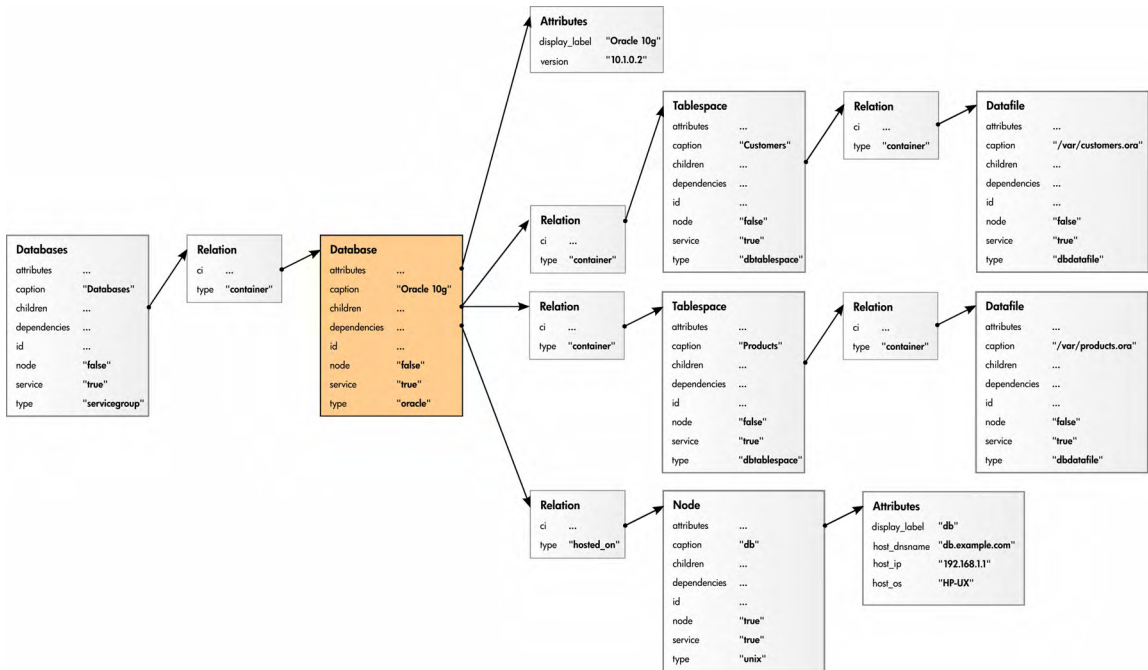 Attributes
display_label "Oracle 10g"
version "10.1.0.2"
Tablespace
attributes ...
caption "Customers"
children ...
dependencies ...
id ...
node "false"
service "true"
type "dbtablespace"
Relation
ci ...
type "container"
Datafile
attributes ...
caption "/var/customers.ora"
children ...
dependencies ...
id ...
node "false"
service "true"
type "dbdatafile"
Databases
attributes ...
caption "Databases"
children ...
dependencies ...
id ...
node "false"
service "true"
type "servicegroup"
Relation
ci ...
type "container"
Database
attributes ...
caption "Oracle 10g"
children ...
dependencies ...
id ...
node "false"
service "true"
type "oracle"
Relation
ci ...
type "container"
Relation
ci ...
type "container"
Tablespace
attributes ...
caption "Products"
children ...
dependencies ...
id ...
node "false"
service "true"
type "dbtablespace"
Relation
ci ...
type "container"
Datafile
attributes ...
caption "/var/products.ora"
children ...
dependencies ...
id ...
node "false"
service "true"
type "dbdatafile"
Relation
ci ...
type "hosted_on"
Node
attributes ...
caption "db"
children ...
dependencies ...
id ...
node "true"
service "true"
type "unix"
Attributes
display_label "db"
host_dnsname "db.example.com"
host_ip "192.168.1.1"
host_os "HP-UX"